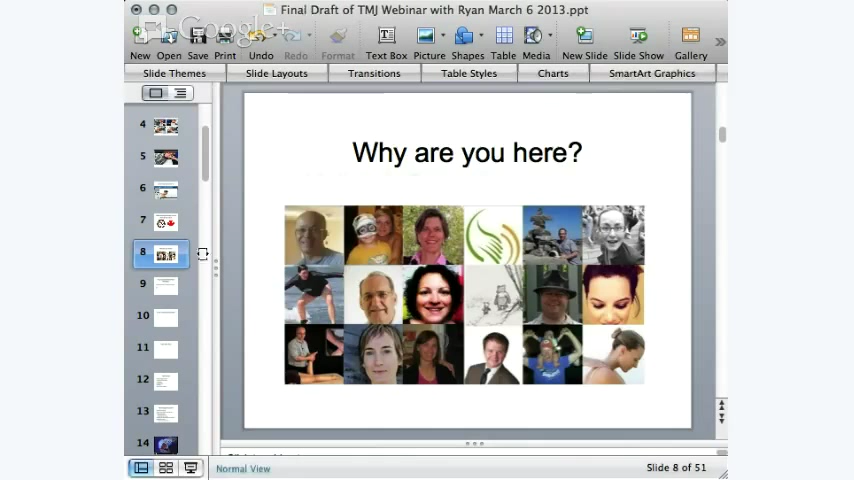 Final Draft of TMJ Webinar with Ryan March 6 2013.ppt
Google+
New Open Save Print Undo Redo Format Text Box Picture Shapes Table Media New Slide Slide Show Gallery
Slide Themes Slide Layouts Transitions Table Styles Charts SmartArt Graphics
4
5
6
7
8
9
10
11
12
13
14
Why are you here?
Normal View
Slide 8 of 51